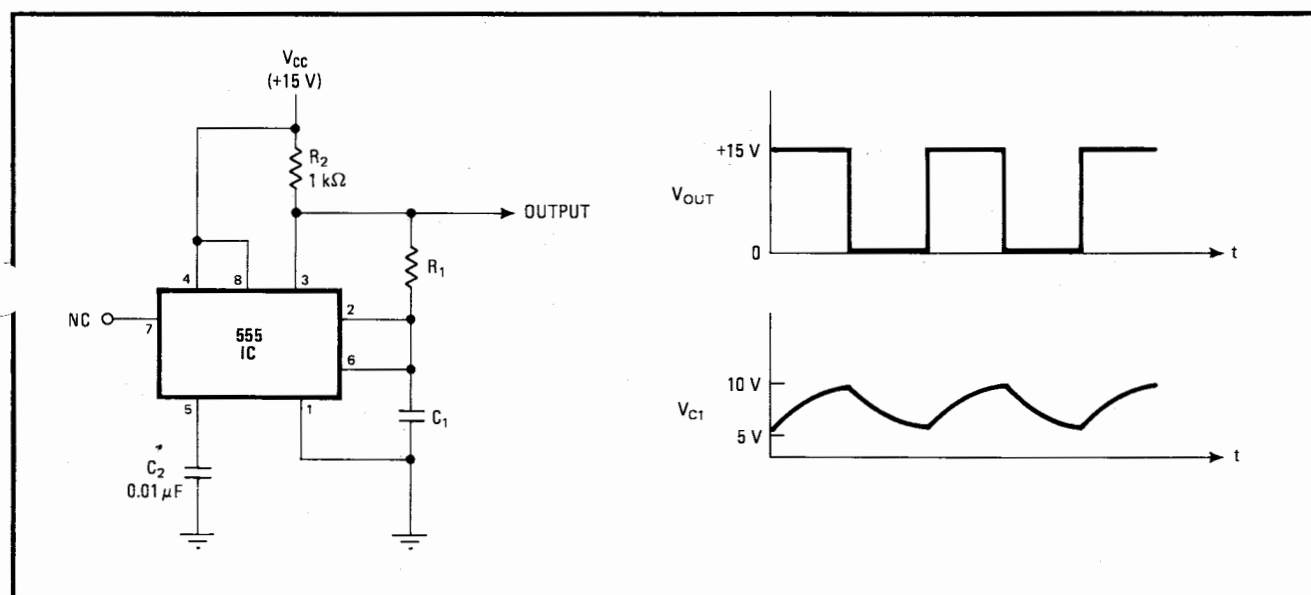 V_CC
(+15 V)
R_2
1 kΩ
OUTPUT
R_1
4
8
3
NC
7
555
IC
2
6
5
1
C_1
C_2
0.01 µF
+15 V
V_OUT
0
t
10 V
V_C1
5 V
t